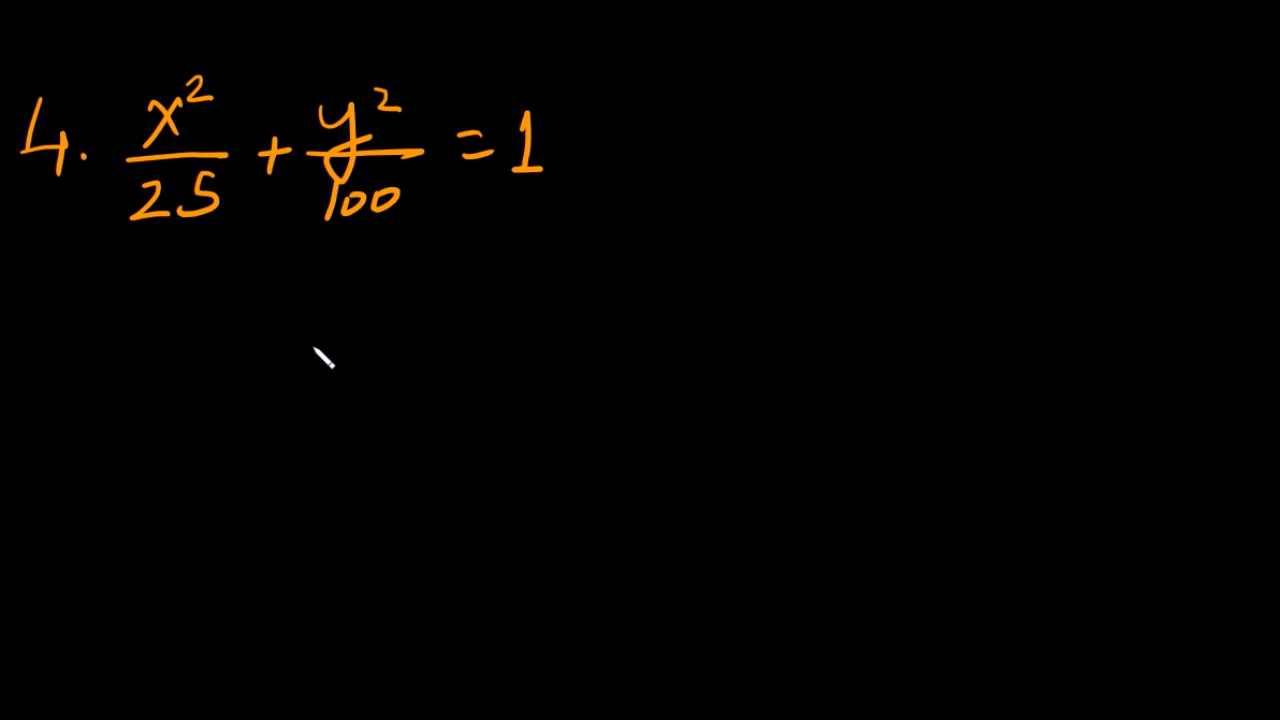 4. x²/25 + y²/100 = 1